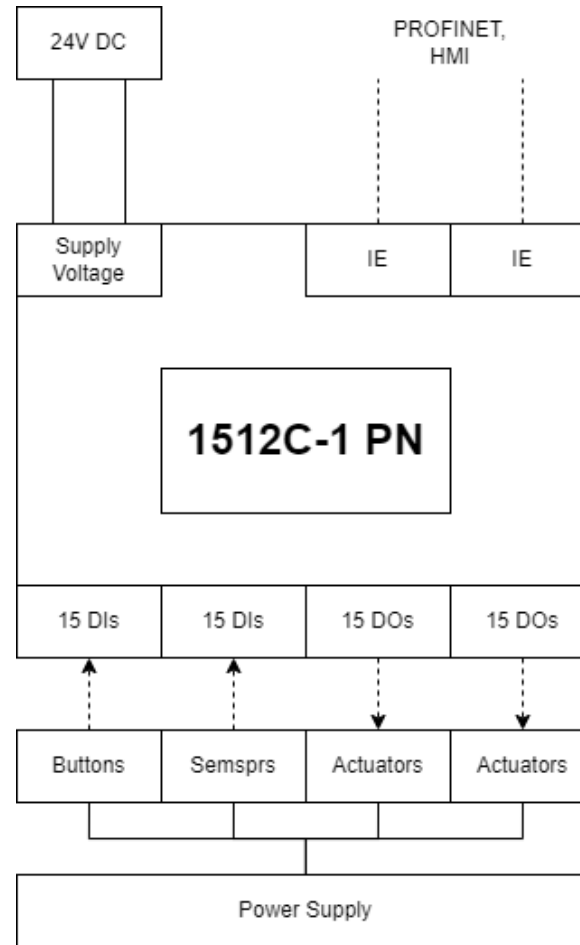 24V DC
PROFINET,
HMI
Supply
Voltage
IE
IE
1512C-1 PN
15 DIs
15 DIs
15 DOs
15 DOs
Buttons
Semsprs
Actuators
Actuators
Power Supply